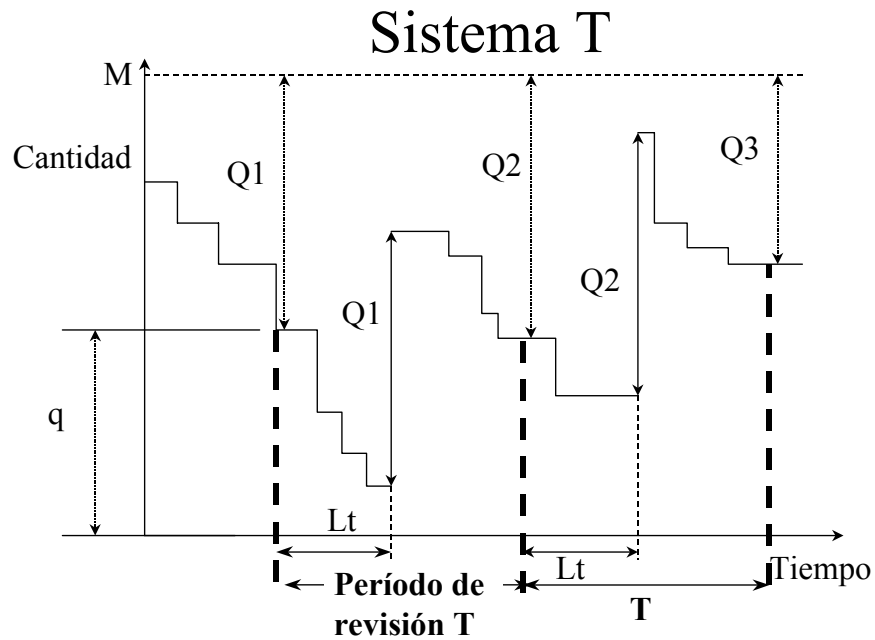 Sistema T
M
Cantidad
Q1
Q2
Q3
Q1
Q2
q
Lt
Lt
Tiempo
Período de
revisión T
T